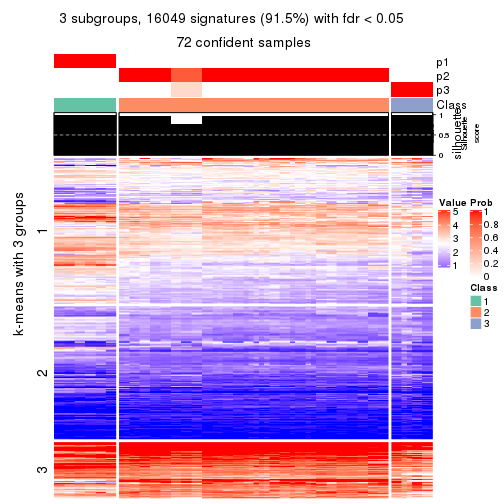 3 subgroups, 16049 signatures (91.5%) with fdr < 0.05
72 confident samples
p1
p2
p3
Class
1
0.5
0
silhouette
Silhouette
score
k-means with 3 groups
1
2
3
Value
5
4
3
2
1
Prob
1
0.8
0.6
0.4
0.2
0
Class
1
2
3